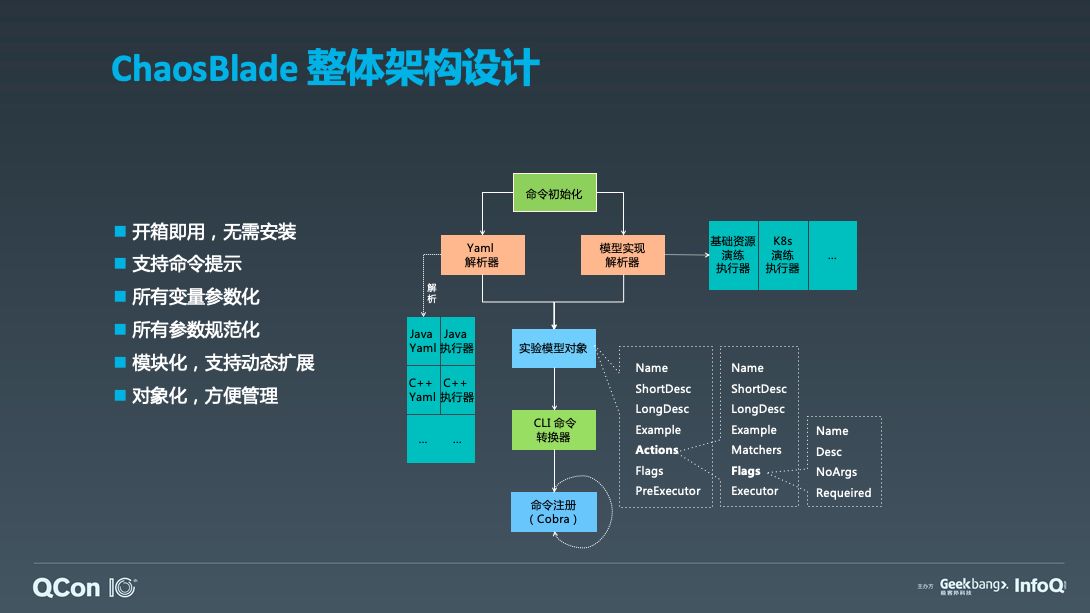 ChaosBlade 整体架构设计
开箱即用，无需安装
支持命令提示
所有变量参数化
所有参数规范化
模块化，支持动态扩展
对象化，方便管理
命令初始化
Yaml
解析器
模型实现
解析器
基础资源
演练
执行器
K8s
演练
执行器
...
解
析
Java
Yaml
Java
执行器
C++
Yaml
C++
执行器
...
...
实验模型对象
CLI 命令
转换器
命令注册
（Cobra）
Name
ShortDesc
LongDesc
Example
Actions
Flags
PreExecutor
Name
ShortDesc
LongDesc
Example
Matchers
Flags
Executor
Name
Desc
NoArgs
Requeired
QCon 10
主办方
Geekbang>.
极客邦科技
InfoQ